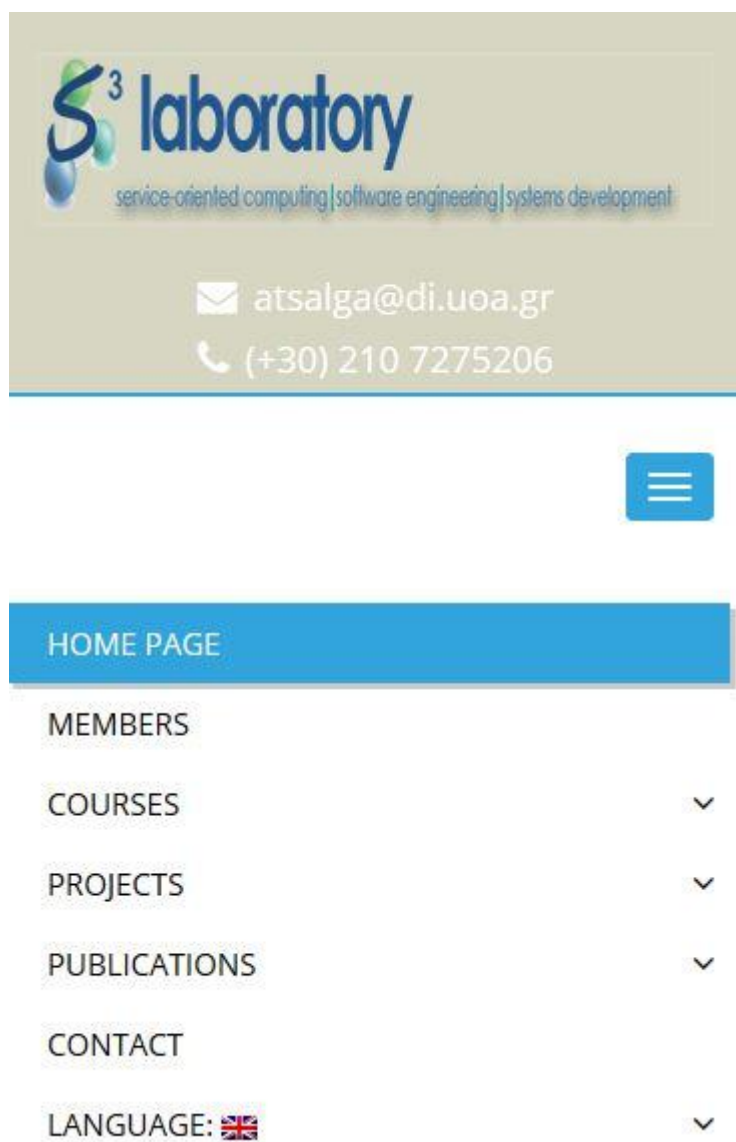 S³ laboratory
service-oriented computing|software engineering|systems development
atsalga@di.uoa.gr
(+30) 210 7275206
HOME PAGE
MEMBERS
COURSES
PROJECTS
PUBLICATIONS
CONTACT
LANGUAGE: